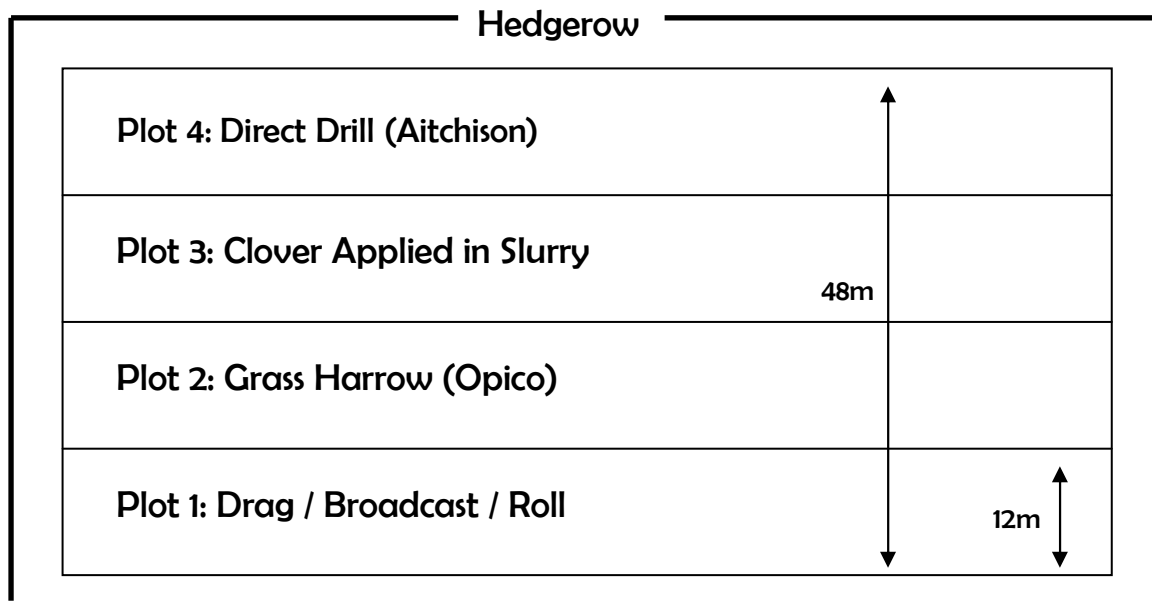 Hedgerow
Plot 4: Direct Drill (Aitchison)
Plot 3: Clover Applied in Slurry
48m
Plot 2: Grass Harrow (Opico)
Plot 1: Drag / Broadcast / Roll
12m